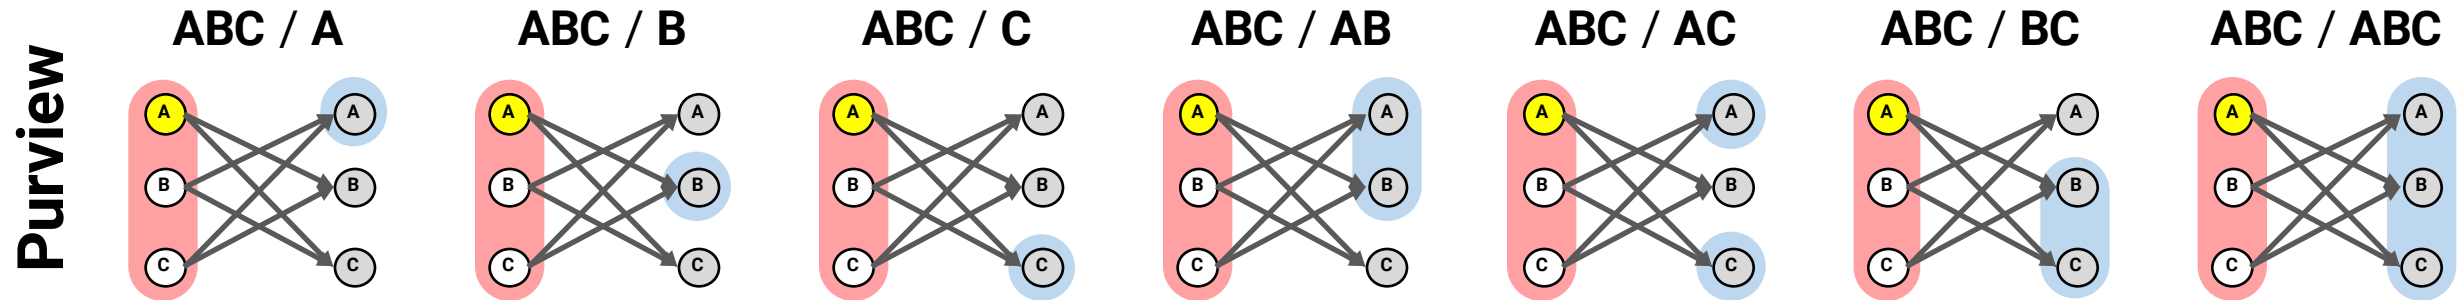 ABC / A
ABC / B
ABC / C
ABC / AB
ABC / AC
ABC / BC
ABC / ABC
Purview
A A A A A A A A A A A A A A
B B B B B B B B B B B B B B
C C C C C C C C C C C C C C